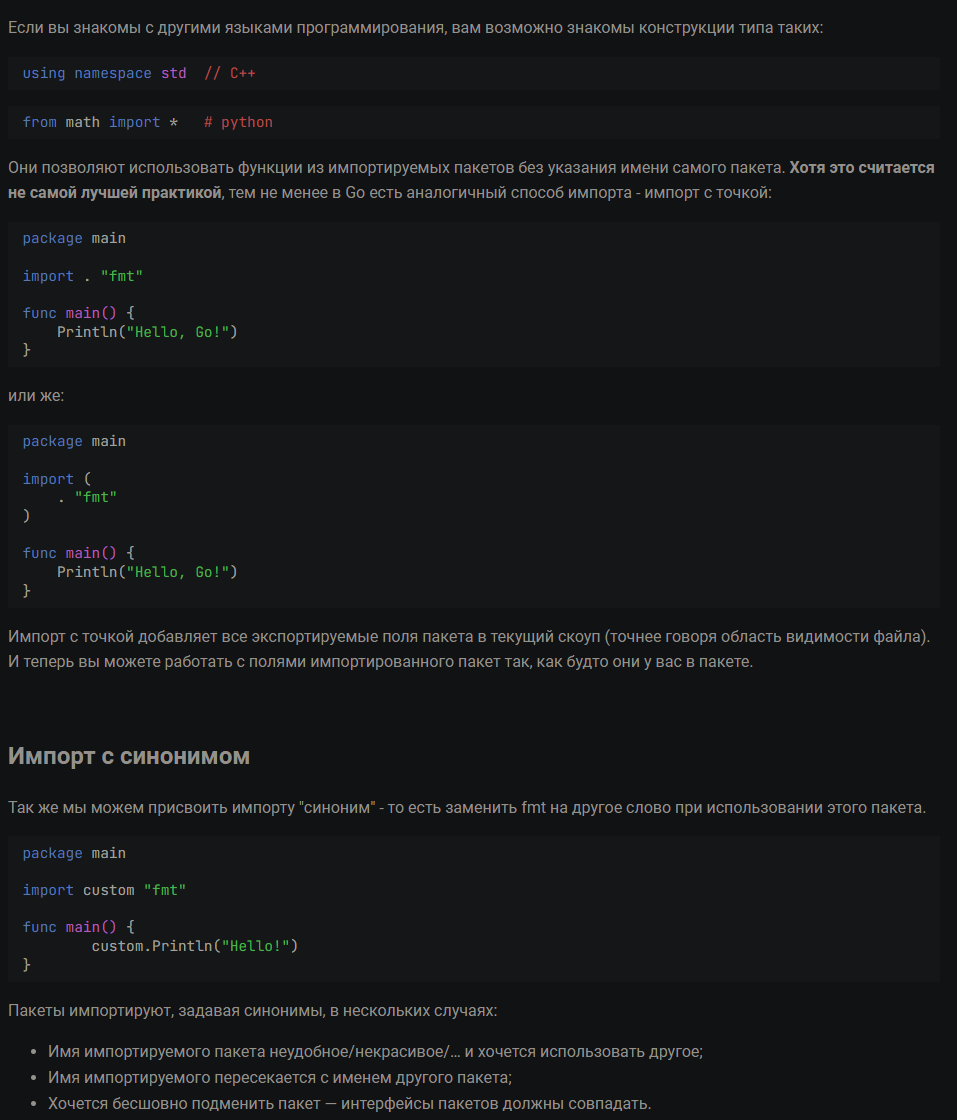 Если вы знакомы с другими языками программирования, вам возможно знакомы конструкции типа таких:
using namespace std  // C++
from math import *   # python
Они позволяют использовать функции из импортируемых пакетов без указания имени самого пакета. Хотя это считается
не самой лучшей практикой, тем не менее в Go есть аналогичный способ импорта - импорт с точкой:
package main
import . "fmt"
func main() {
    Println("Hello, Go!")
}
или же:
package main
import (
    . "fmt"
)
func main() {
    Println("Hello, Go!")
}
Импорт с точкой добавляет все экспортируемые поля пакета в текущий скоуп (точнее говоря область видимости файла).
И теперь вы можете работать с полями импортированного пакет так, как будто они у вас в пакете.
Импорт с синонимом
Так же мы можем присвоить импорту "синоним" - то есть заменить fmt на другое слово при использовании этого пакета.
package main
import custom "fmt"
func main() {
        custom.Println("Hello!")
}
Пакеты импортируют, задавая синонимы, в нескольких случаях:
• Имя импортируемого пакета неудобное/некрасивое/… и хочется использовать другое;
• Имя импортируемого пересекается с именем другого пакета;
• Хочется бесшовно подменить пакет — интерфейсы пакетов должны совпадать.